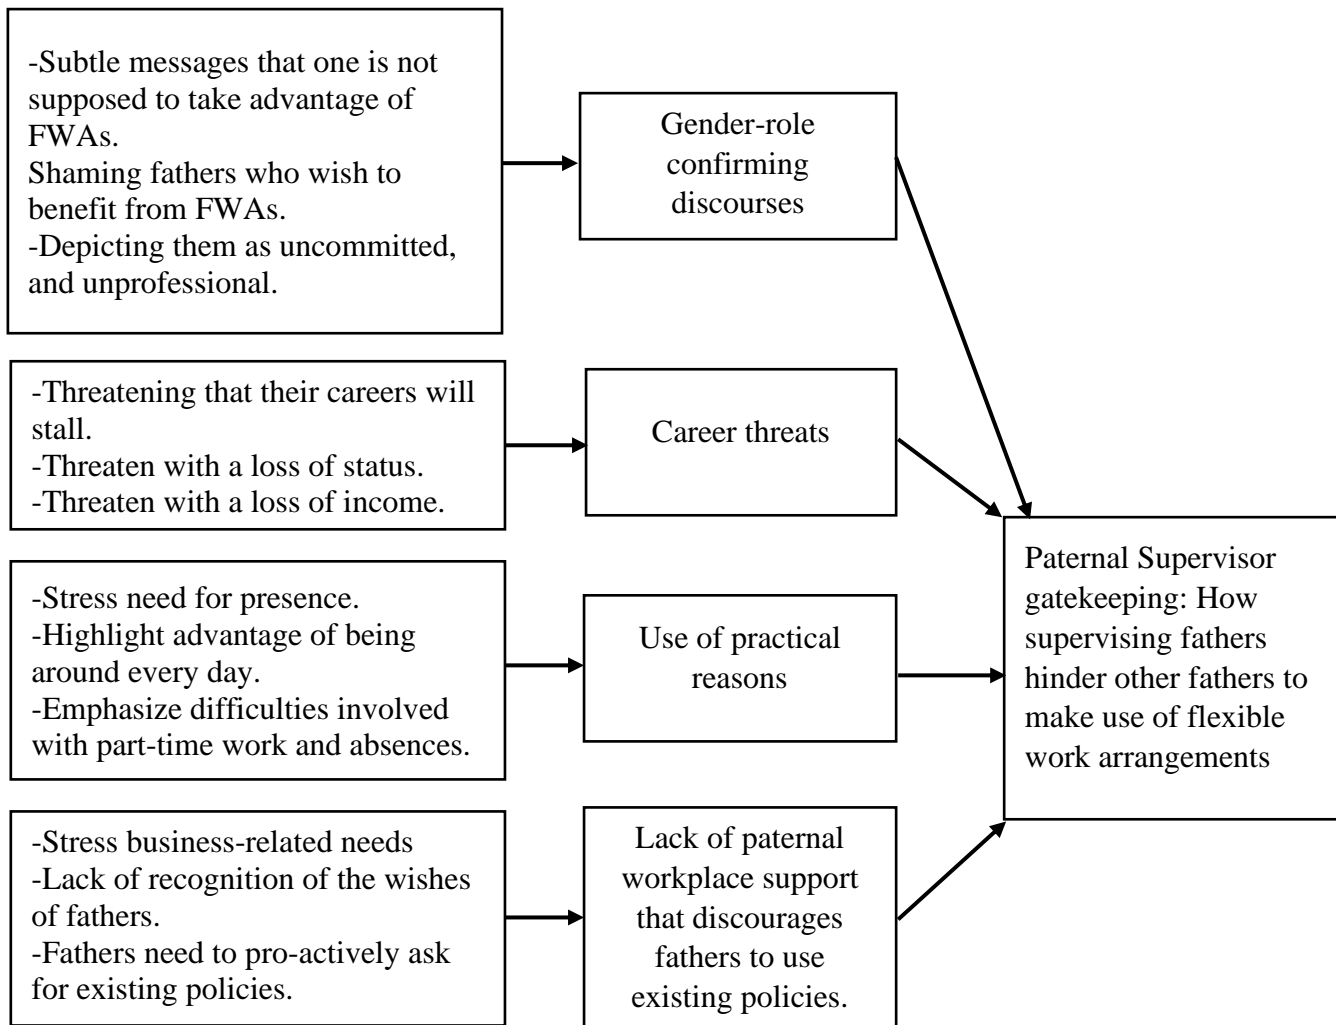 -Subtle messages that one is not
supposed to take advantage of
FWAs.
Shaming fathers who wish to
benefit from FWAs.
-Depicting them as uncommitted,
and unprofessional.
Gender-role
confirming
discourses
-Threatening that their careers will
stall.
-Threaten with a loss of status.
-Threaten with a loss of income.
Career threats
-Stress need for presence.
-Highlight advantage of being
around every day.
-Emphasize difficulties involved
with part-time work and absences.
Use of practical
reasons
-Stress business-related needs
-Lack of recognition of the wishes
of fathers.
-Fathers need to pro-actively ask
for existing policies.
Lack of paternal
workplace support
that discourages
fathers to use
existing policies.
Paternal Supervisor
gatekeeping: How
supervising fathers
hinder other fathers to
make use of flexible
work arrangements